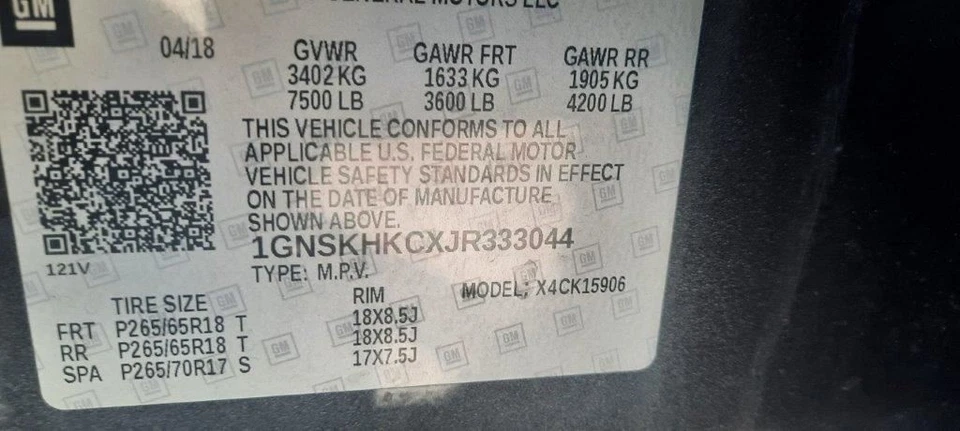 GM
GENERAL MOTORS LLC
04/18
GVWR GAWR FRT GAWR RR
3402 KG 1633 KG 1905 KG
7500 LB 3600 LB 4200 LB
THIS VEHICLE CONFORMS TO ALL
APPLICABLE U.S. FEDERAL MOTOR
VEHICLE SAFETY STANDARDS IN EFFECT
ON THE DATE OF MANUFACTURE
SHOWN ABOVE.
1GNSKHKCXJR333044
121V
TYPE: M.P.V. MODEL: X4CK15906
TIRE SIZE RIM
FRT P265/65R18 T 18X8.5J
RR P265/65R18 T 18X8.5J
SPA P265/70R17 S 17X7.5J